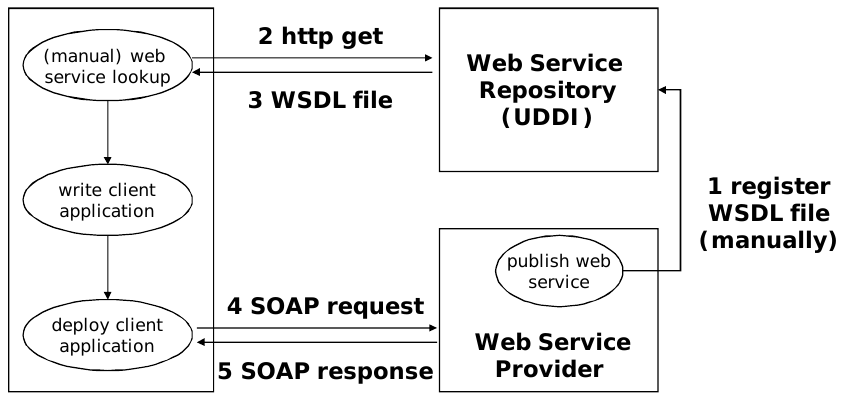 (manual) web
service lookup
2 http get
3 WSDL file
Web Service
Repository
(UDDI)
write client
application
1 register
WSDL file
(manually)
publish web
service
4 SOAP request
deploy client
application
5 SOAP response
Web Service
Provider